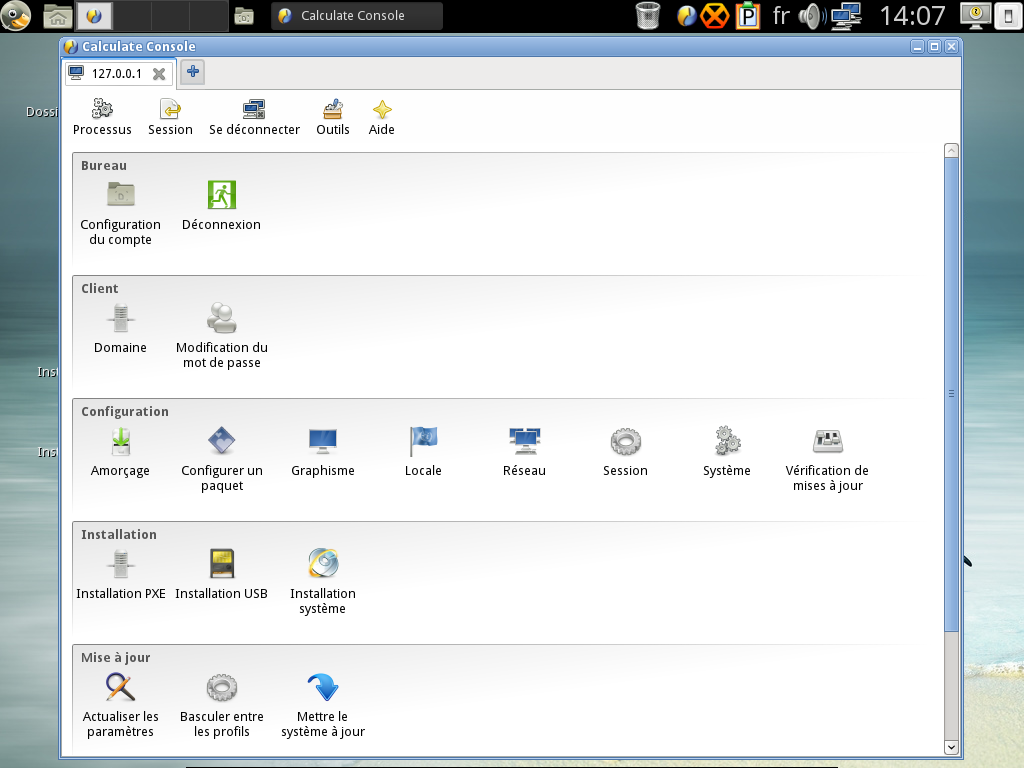 Calculate Console
fr
14:07
Calculate Console
127.0.0.1
Dossi
Processus
Session
Se déconnecter
Outils
Aide
Bureau
Configuration
du compte
Déconnexion
Client
Domaine
Modification du
mot de passe
Inst
Configuration
Amorçage
Configurer un
paquet
Graphisme
Locale
Réseau
Session
Système
Vérification de
mises à jour
Inst
Installation
Installation PXE
Installation USB
Installation
système
Mise à jour
Actualiser les
paramètres
Basculer entre
les profils
Mettre le
système à jour